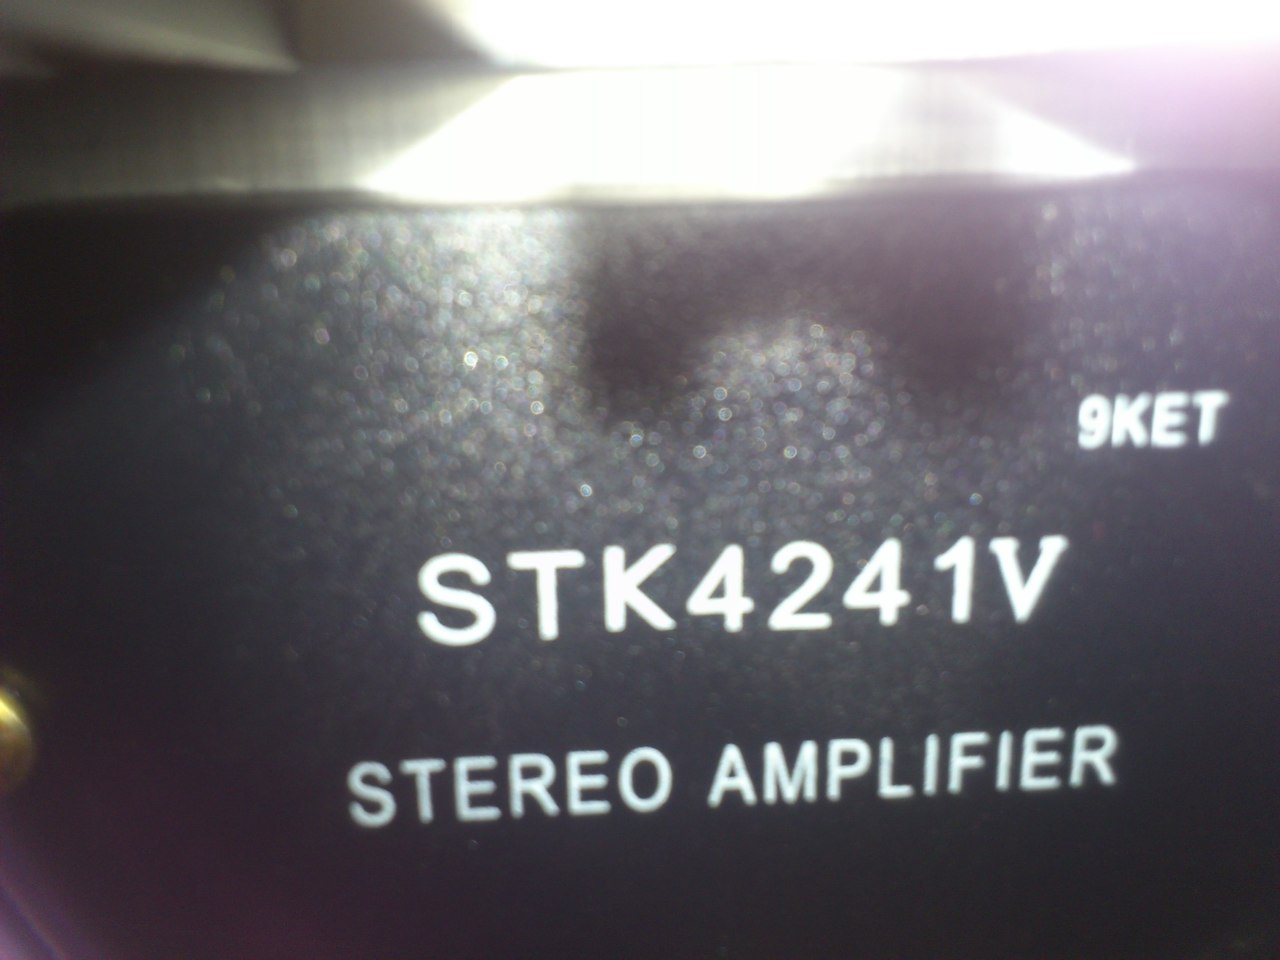 9KET
STK4241V
STEREO AMPLIFIER